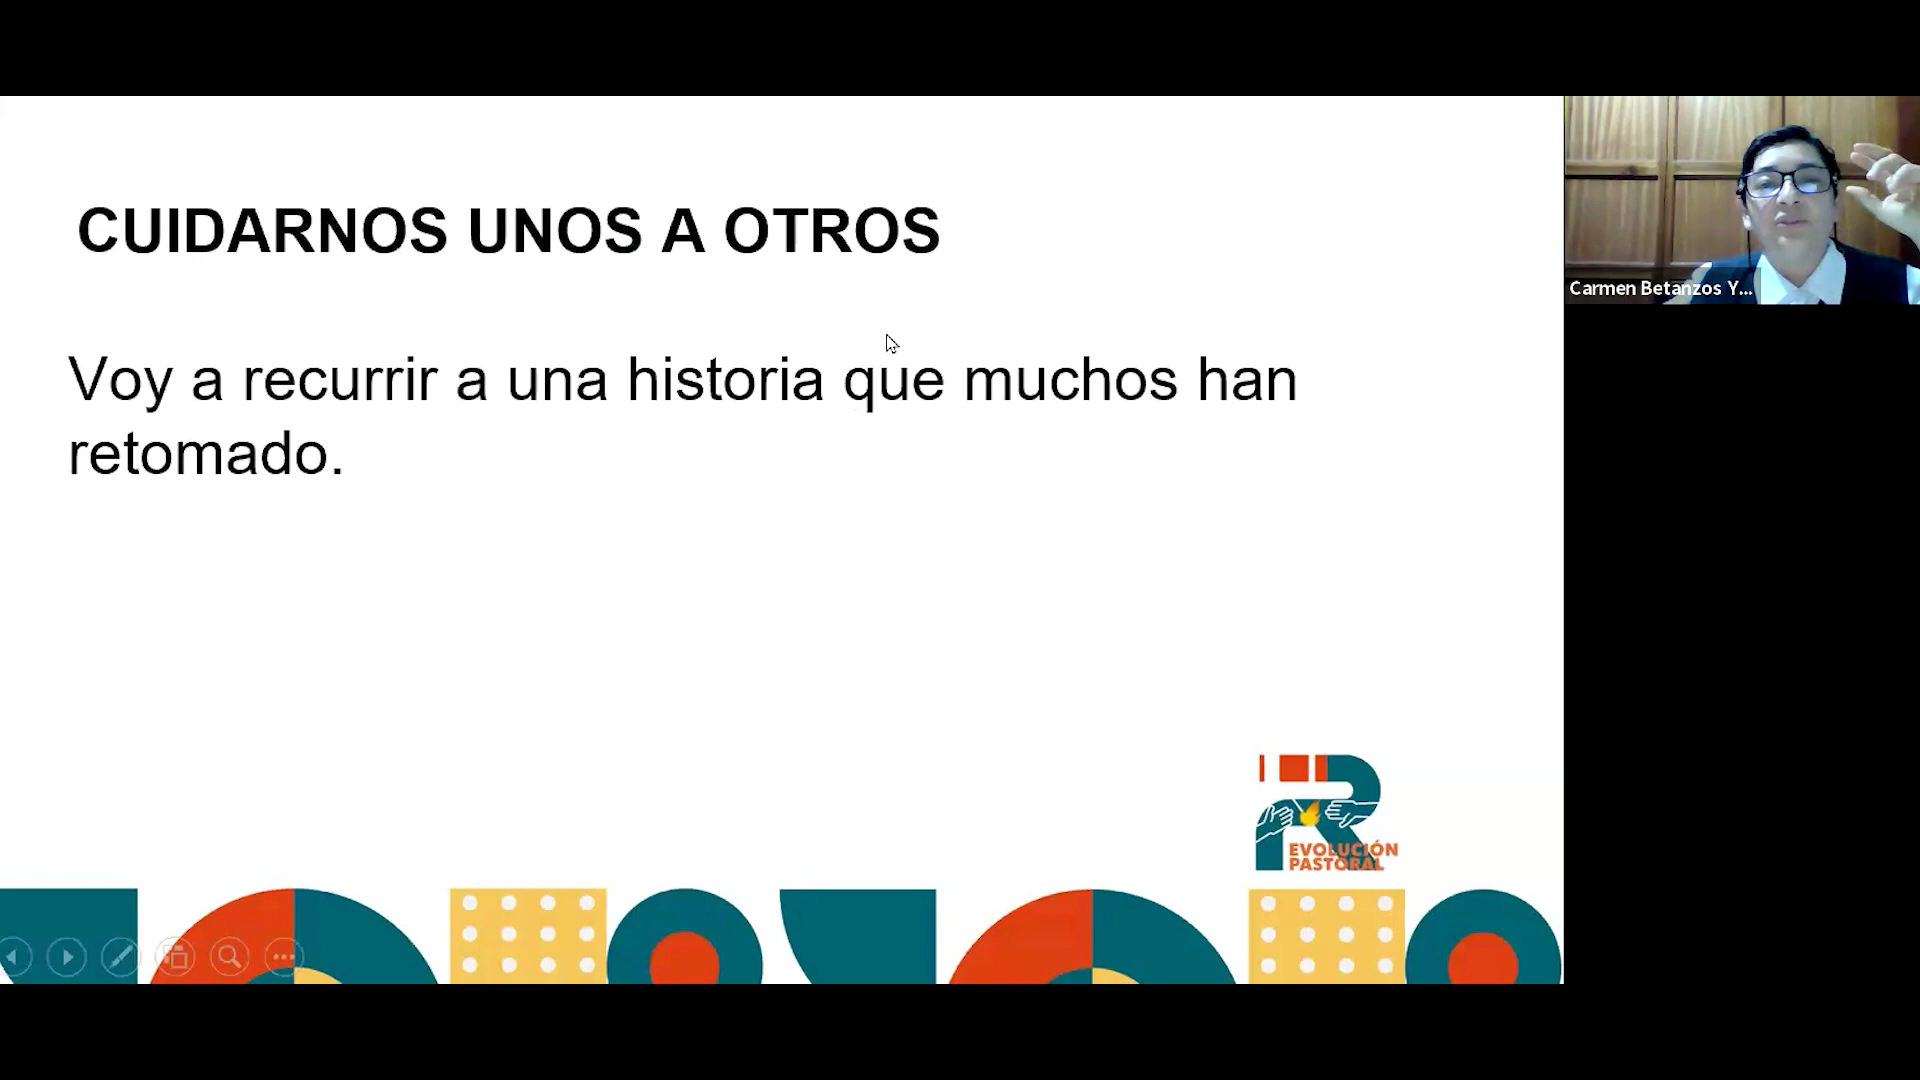 CUIDARNOS UNOS A OTROS
Voy a recurrir a una historia que muchos han
retomado.
Carmen Betanzos Y...
R
EVOLUCIÓN
PASTORAL